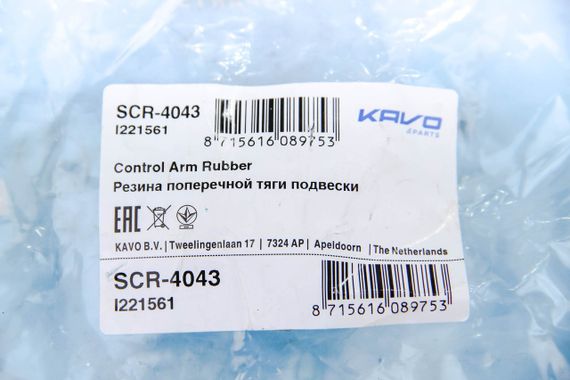 SCR-4043
I221561
8 715616 089753
KAVO
PARTS
Control Arm Rubber
Резина поперечной тяги подвески
EAC
KAVO B.V. | Tweelingenlaan 17 | 7324 AP | Apeldoorn | The Netherlands
SCR-4043
I221561
8 715616 089753